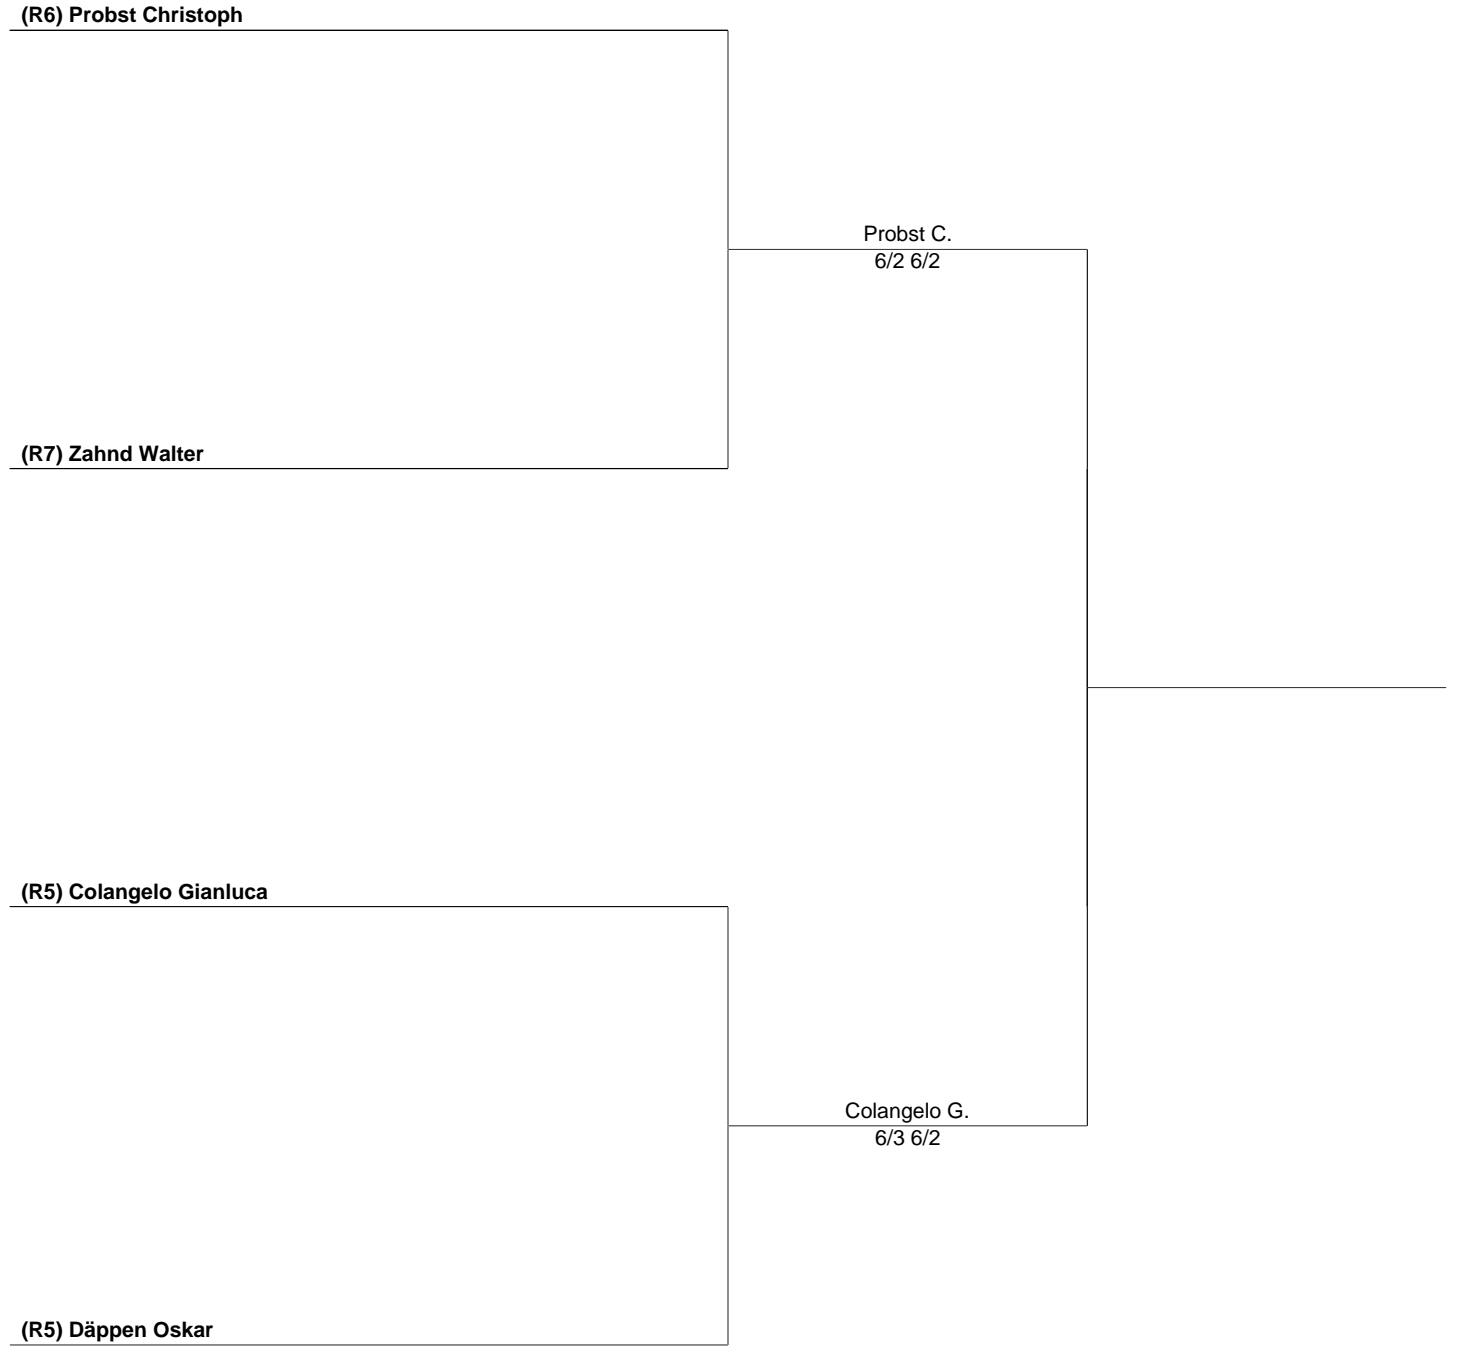 (R6) Probst Christoph
Probst C.
6/2 6/2
(R7) Zahnd Walter
(R5) Colangelo Gianluca
Colangelo G.
6/3 6/2
(R5) Däppen Oskar